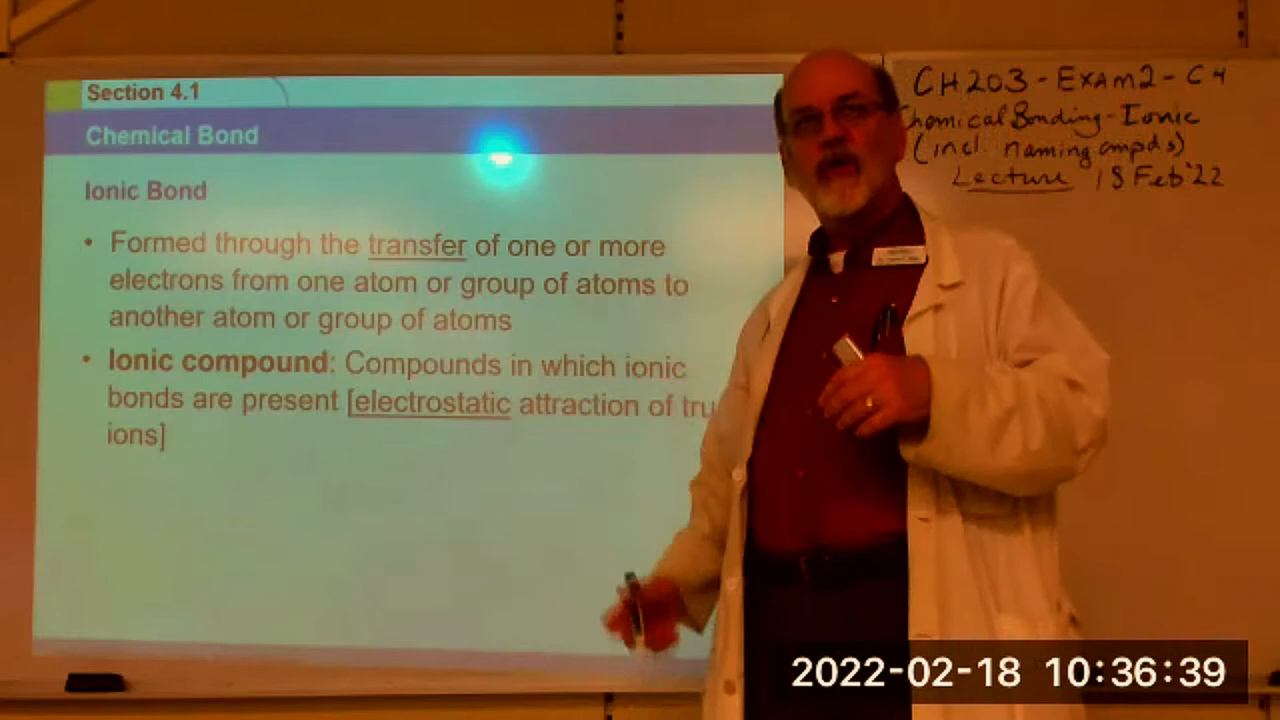 Section 4.1
Chemical Bond
Ionic Bond
• Formed through the transfer of one or more
electrons from one atom or group of atoms to
another atom or group of atoms
• Ionic compound: Compounds in which ionic
bonds are present [electrostatic attraction of tru
ions]
CH203 - Exam2 - C4
Chemical Bonding - Ionic
(incl. naming cmpds)
Lecture 18 Feb '22
2022-02-18 10:36:39